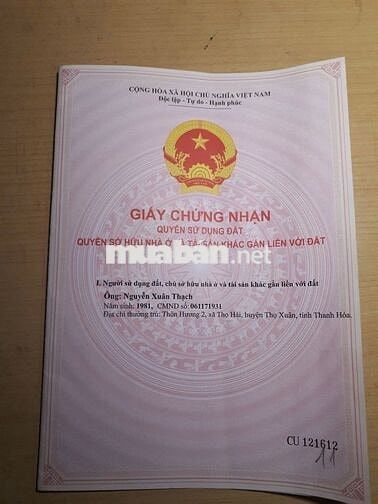 CỘNG HÒA XÃ HỘI CHỦ NGHĨA VIỆT NAM
Độc lập - Tự do - Hạnh phúc
GIẤY CHỨNG NHẬN
QUYỀN SỬ DỤNG ĐẤT
QUYỀN SỞ HỮU NHÀ Ở VÀ TÀI SẢN KHÁC GẮN LIỀN VỚI ĐẤT
muaban.net
I. Người sử dụng đất, chủ sở hữu nhà ở và tài sản khác gắn liền với đất
Ông: Nguyễn Xuân Thạch
Năm sinh: 1981, CMND số: 061171931
Địa chỉ thường trú: Thôn Hương 2, xã Thọ Hải, huyện Thọ Xuân, tỉnh Thanh Hóa.
CU 121612
11